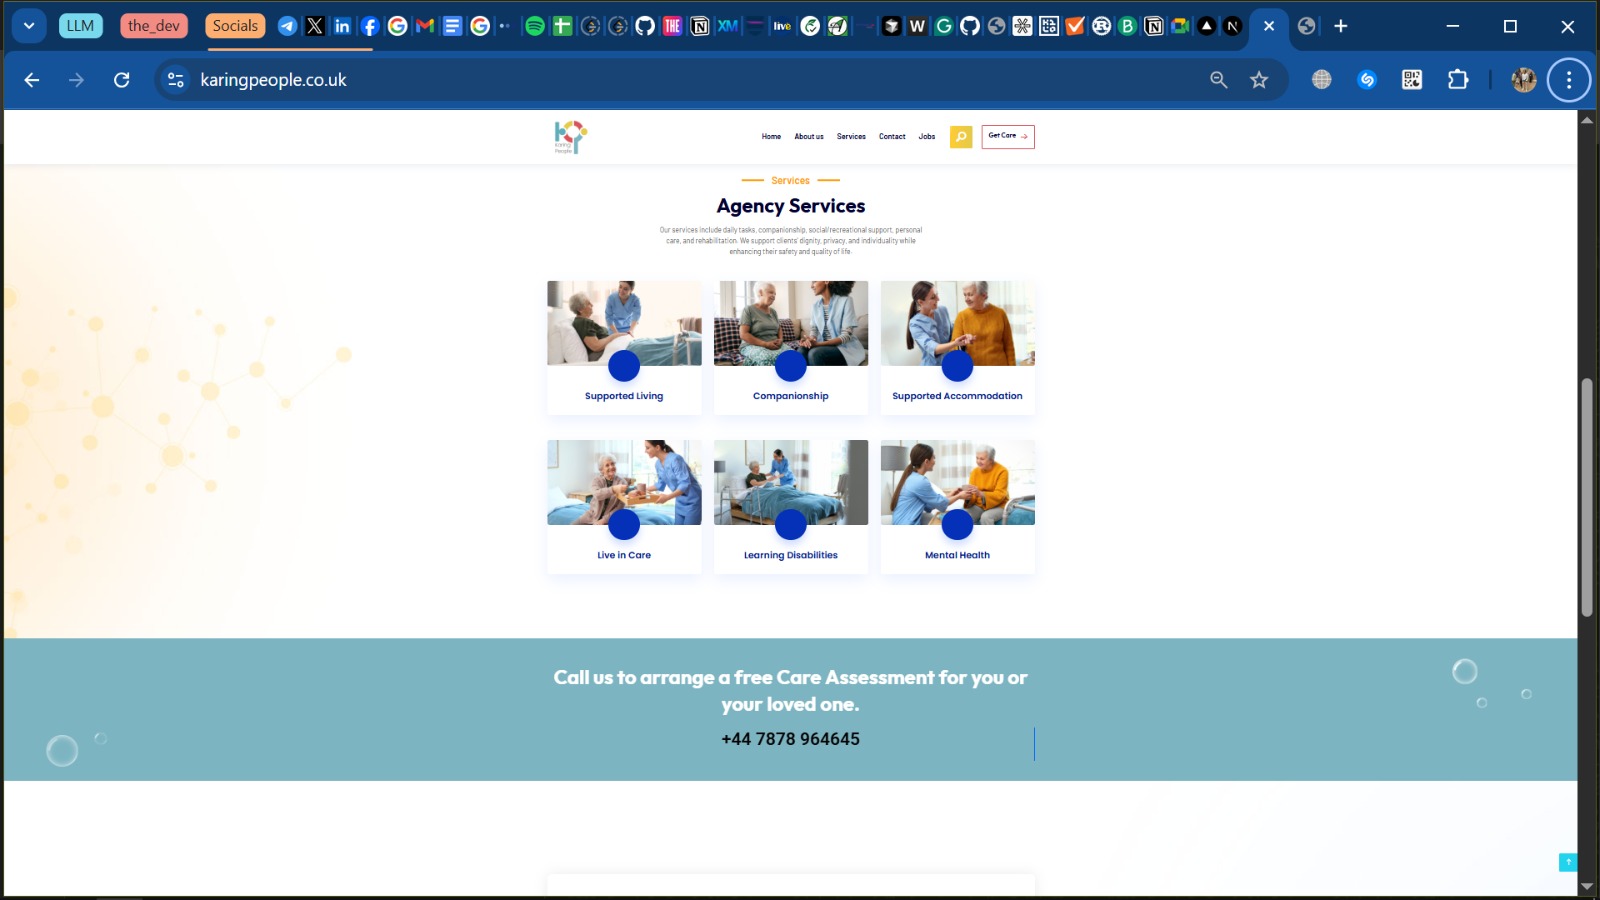 LLM
the_dev
Socials
karingpeople.co.uk
Karing
People
Home
About us
Services
Contact
Jobs
Get Care
Services
Agency Services
Our services include daily tasks, companionship, social/recreational support, personal
care, and rehabilitation. We support clients' dignity, privacy, and individuality while
enhancing their safety and quality of life
Supported Living
Companionship
Supported Accommodation
Live in Care
Learning Disabilities
Mental Health
Call us to arrange a free Care Assessment for you or
your loved one.
+44 7878 964645